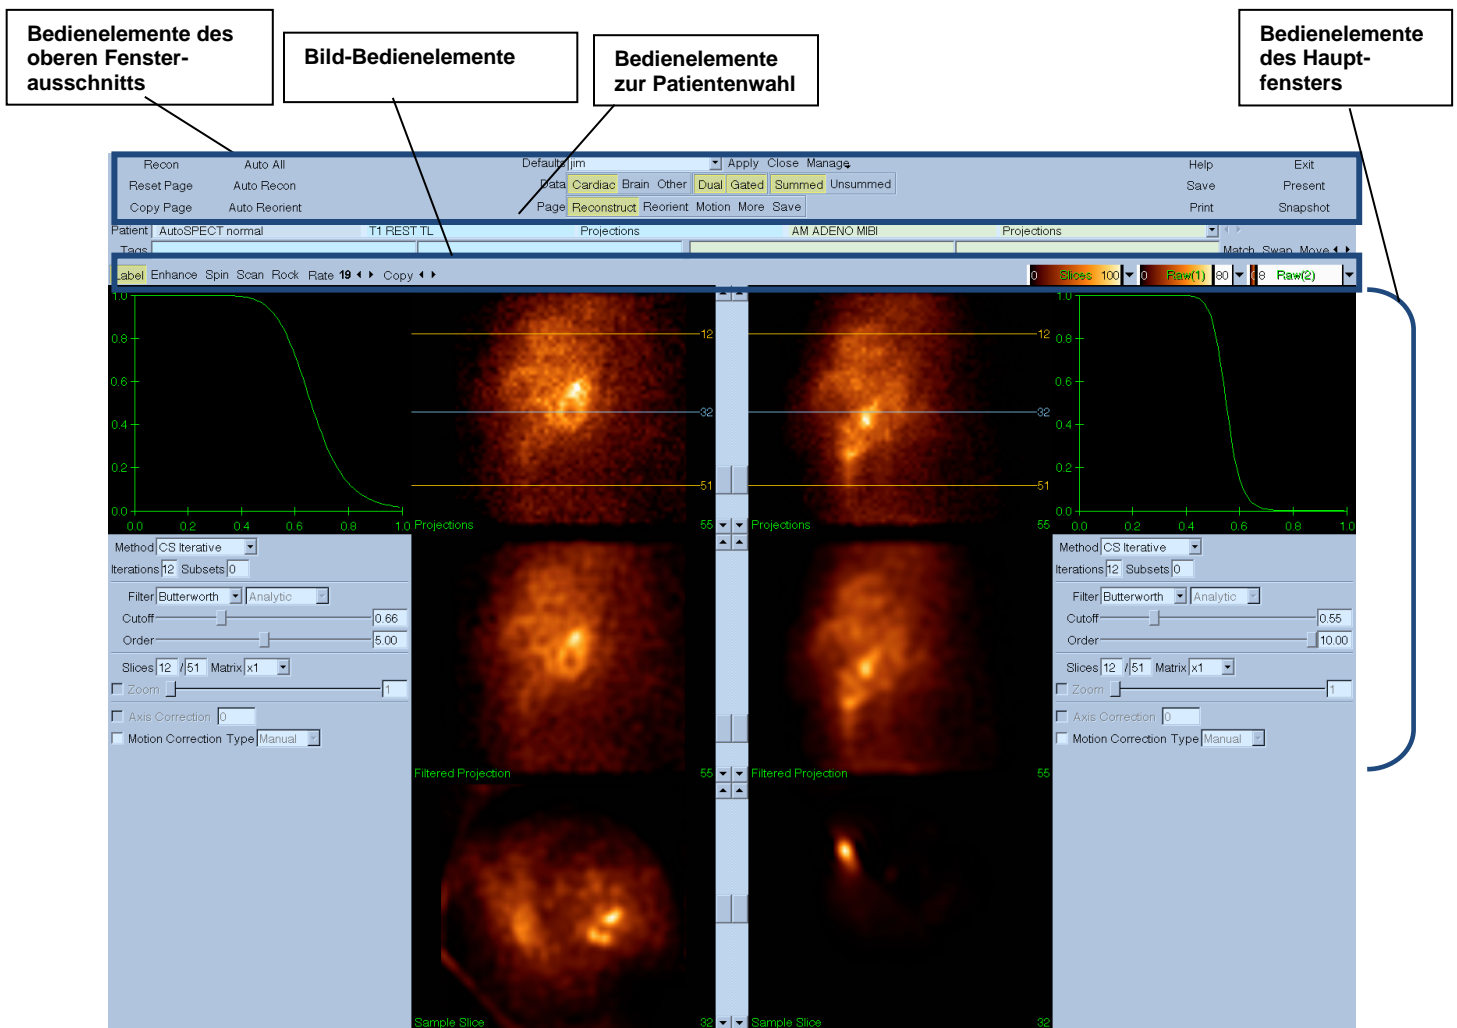 Bedienelemente des
oberen Fenster-
ausschnitts
Bild-Bedienelemente
Bedienelemente
zur Patientenwahl
Bedienelemente
des Haupt-
fensters
Recon Auto All Defaults jim Apply Close Manage Help Exit
Reset Page Auto Recon Data Cardiac Brain Other Dual Gated Summed Unsummed Save Present
Copy Page Auto Reorient Page Reconstruct Reorient Motion More Save Print Snapshot
Patient AutoSPECT normal T1 REST TL Projections AM ADENO MIBI Projections
Tags Match Swap Move
Label Enhance Spin Scan Rock Rate 19 Copy 0 Slices 100 0 Raw(1) 80 8 Raw(2)
1.0 1.0
12 12
0.8 0.8
0.6 0.6
32 32
0.4 0.4
0.2 0.2
51 51
0.0 0.0
0.0 0.2 0.4 0.6 0.8 1.0 Projections 55 Projections 55 0.0 0.2 0.4 0.6 0.8 1.0
Method CS Iterative Method CS Iterative
Iterations 12 Subsets 0 Iterations 12 Subsets 0
Filter Butterworth Analytic Filter Butterworth Analytic
Cutoff 0.66 Cutoff 0.55
Order 5.00 Order 10.00
Slices 12 / 51 Matrix x1 Slices 12 / 51 Matrix x1
Zoom 1 Zoom 1
Axis Correction 0 Axis Correction 0
Motion Correction Type Manual Motion Correction Type Manual
Filtered Projection 55 Filtered Projection 55
Sample Slice 32 Sample Slice 32